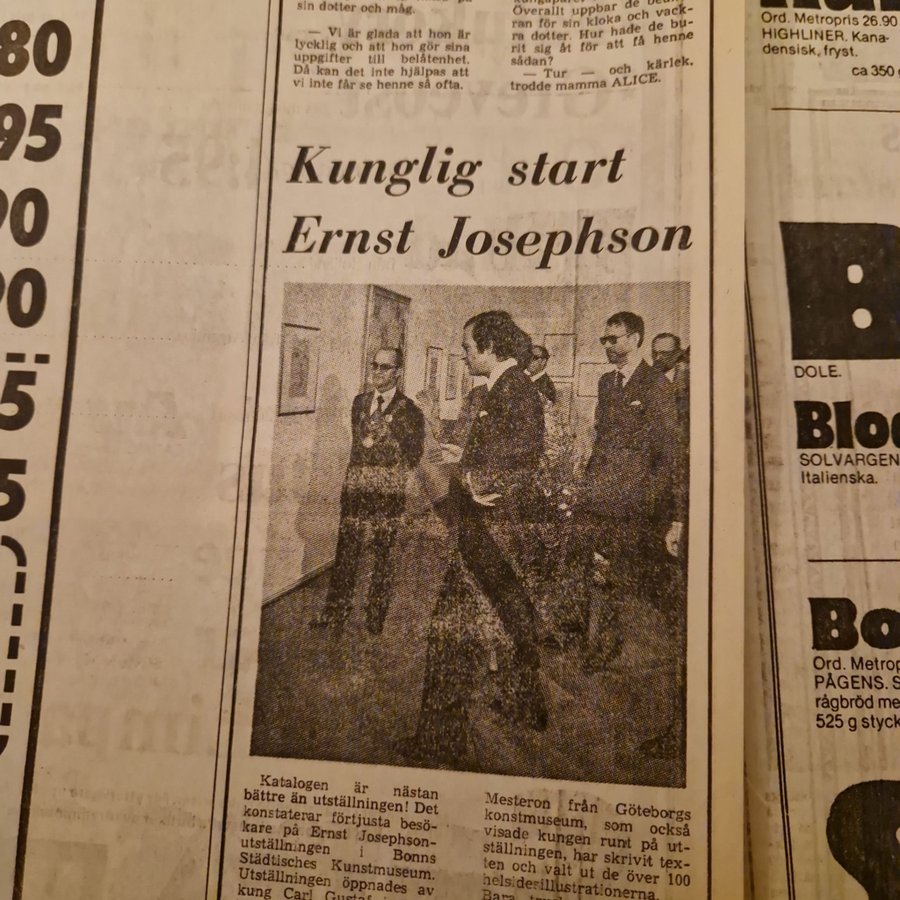 80
95
90
90
5
5
sin dotter och måg.
— Vi är glada att hon är
lycklig och att hon gör sina
uppgifter till belåtenhet.
Då kan det inte hjälpas att
vi inte får se henne så ofta.
Överallt uppbar de
ran för sin kloka och vack-
ra dotter. Hur hade de bu-
rit sig åt för att få henne
sådan?
— Tur — och kärlek.
trodde mamma ALICE.
Kunglig start
Ernst Josephson
Katalogen är nästan
bättre än utställningen! Det
konstaterar förtjusta besö-
kare på Ernst Josephson-
utställningen i Bonns
Städtisches Kunstmuseum.
Utställningen öppnades av
kung Carl Gustaf
Mesteron från Göteborgs
konstmuseum, som också
visade kungen runt på ut-
ställningen, har skrivit tex-
ten och valt ut de över 100
helsidesillustrationerna.
Bara
Ord. Metropris 26.90
HIGHLINER. Kana-
densisk, fryst.
ca 350
B
DOLE.
Bloo
SOLVARGEN
Italienska.
Bo
Ord. Metrop
PÅGENS. S
rågbröd me
525 g styck